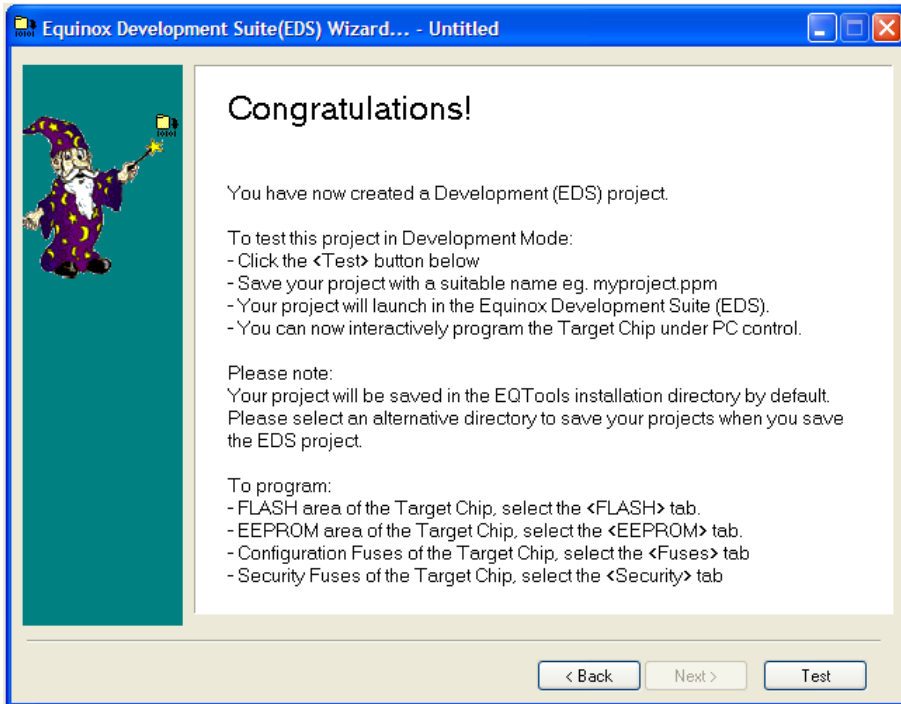 Equinox Development Suite(EDS) Wizard... - Untitled
Congratulations!
You have now created a Development (EDS) project.
To test this project in Development Mode:
- Click the <Test> button below
- Save your project with a suitable name eg. myproject.ppm
- Your project will launch in the Equinox Development Suite (EDS).
- You can now interactively program the Target Chip under PC control.
Please note:
Your project will be saved in the EQTools installation directory by default.
Please select an alternative directory to save your projects when you save
the EDS project.
To program:
- FLASH area of the Target Chip, select the <FLASH> tab.
- EEPROM area of the Target Chip, select the <EEPROM> tab.
- Configuration Fuses of the Target Chip, select the <Fuses> tab
- Security Fuses of the Target Chip, select the <Security> tab
< Back Next > Test